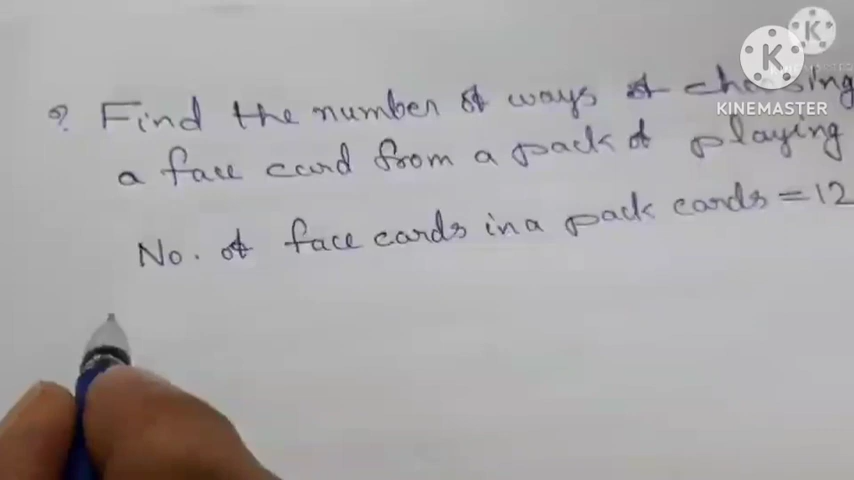 ? Find the number of ways of choosing
a face card from a pack of playing
No. of face cards in a pack cards = 12
KINEMASTER